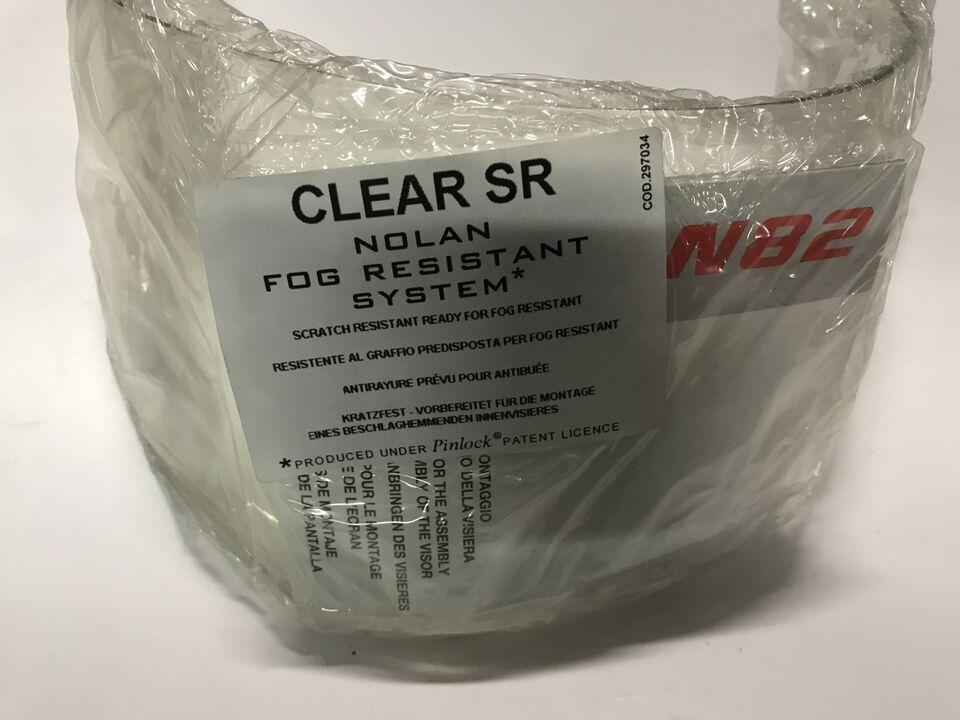 CLEAR SR
COD.297034
NOLAN
FOG RESISTANT
SYSTEM*
SCRATCH RESISTANT READY FOR FOG RESISTANT
RESISTENTE AL GRAFFIO PREDISPOSTA PER FOG RESISTANT
ANTIRAYURE PRÉVU POUR ANTIBUÉE
KRATZFEST - VORBEREITET FÜR DIE MONTAGE
EINES BESCHLAGHEMMENDEN INNENVISIERES
*PRODUCED UNDER Pinlock® PATENT LICENCE
N82
ONTAGGIO
O DELLA VISIERA
OR THE ASSEMBLY
MBLY OF THE VISOR
NBRINGEN DES VISIERES
POUR LE MONTAGE
E DE L'ECRAN
S DE MONTAJE
DE LA PANTALLA